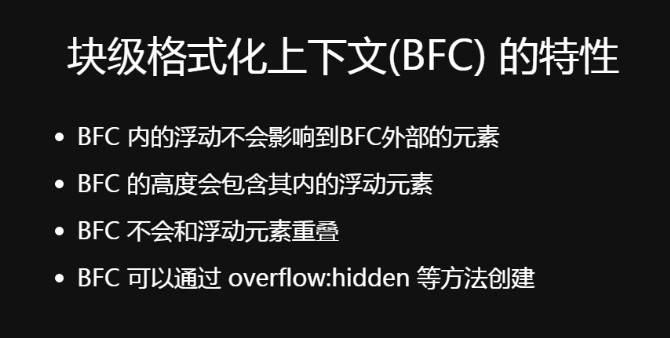 块级格式化上下文(BFC) 的特性
• BFC 内的浮动不会影响到BFC外部的元素
• BFC 的高度会包含其内的浮动元素
• BFC 不会和浮动元素重叠
• BFC 可以通过 overflow:hidden 等方法创建